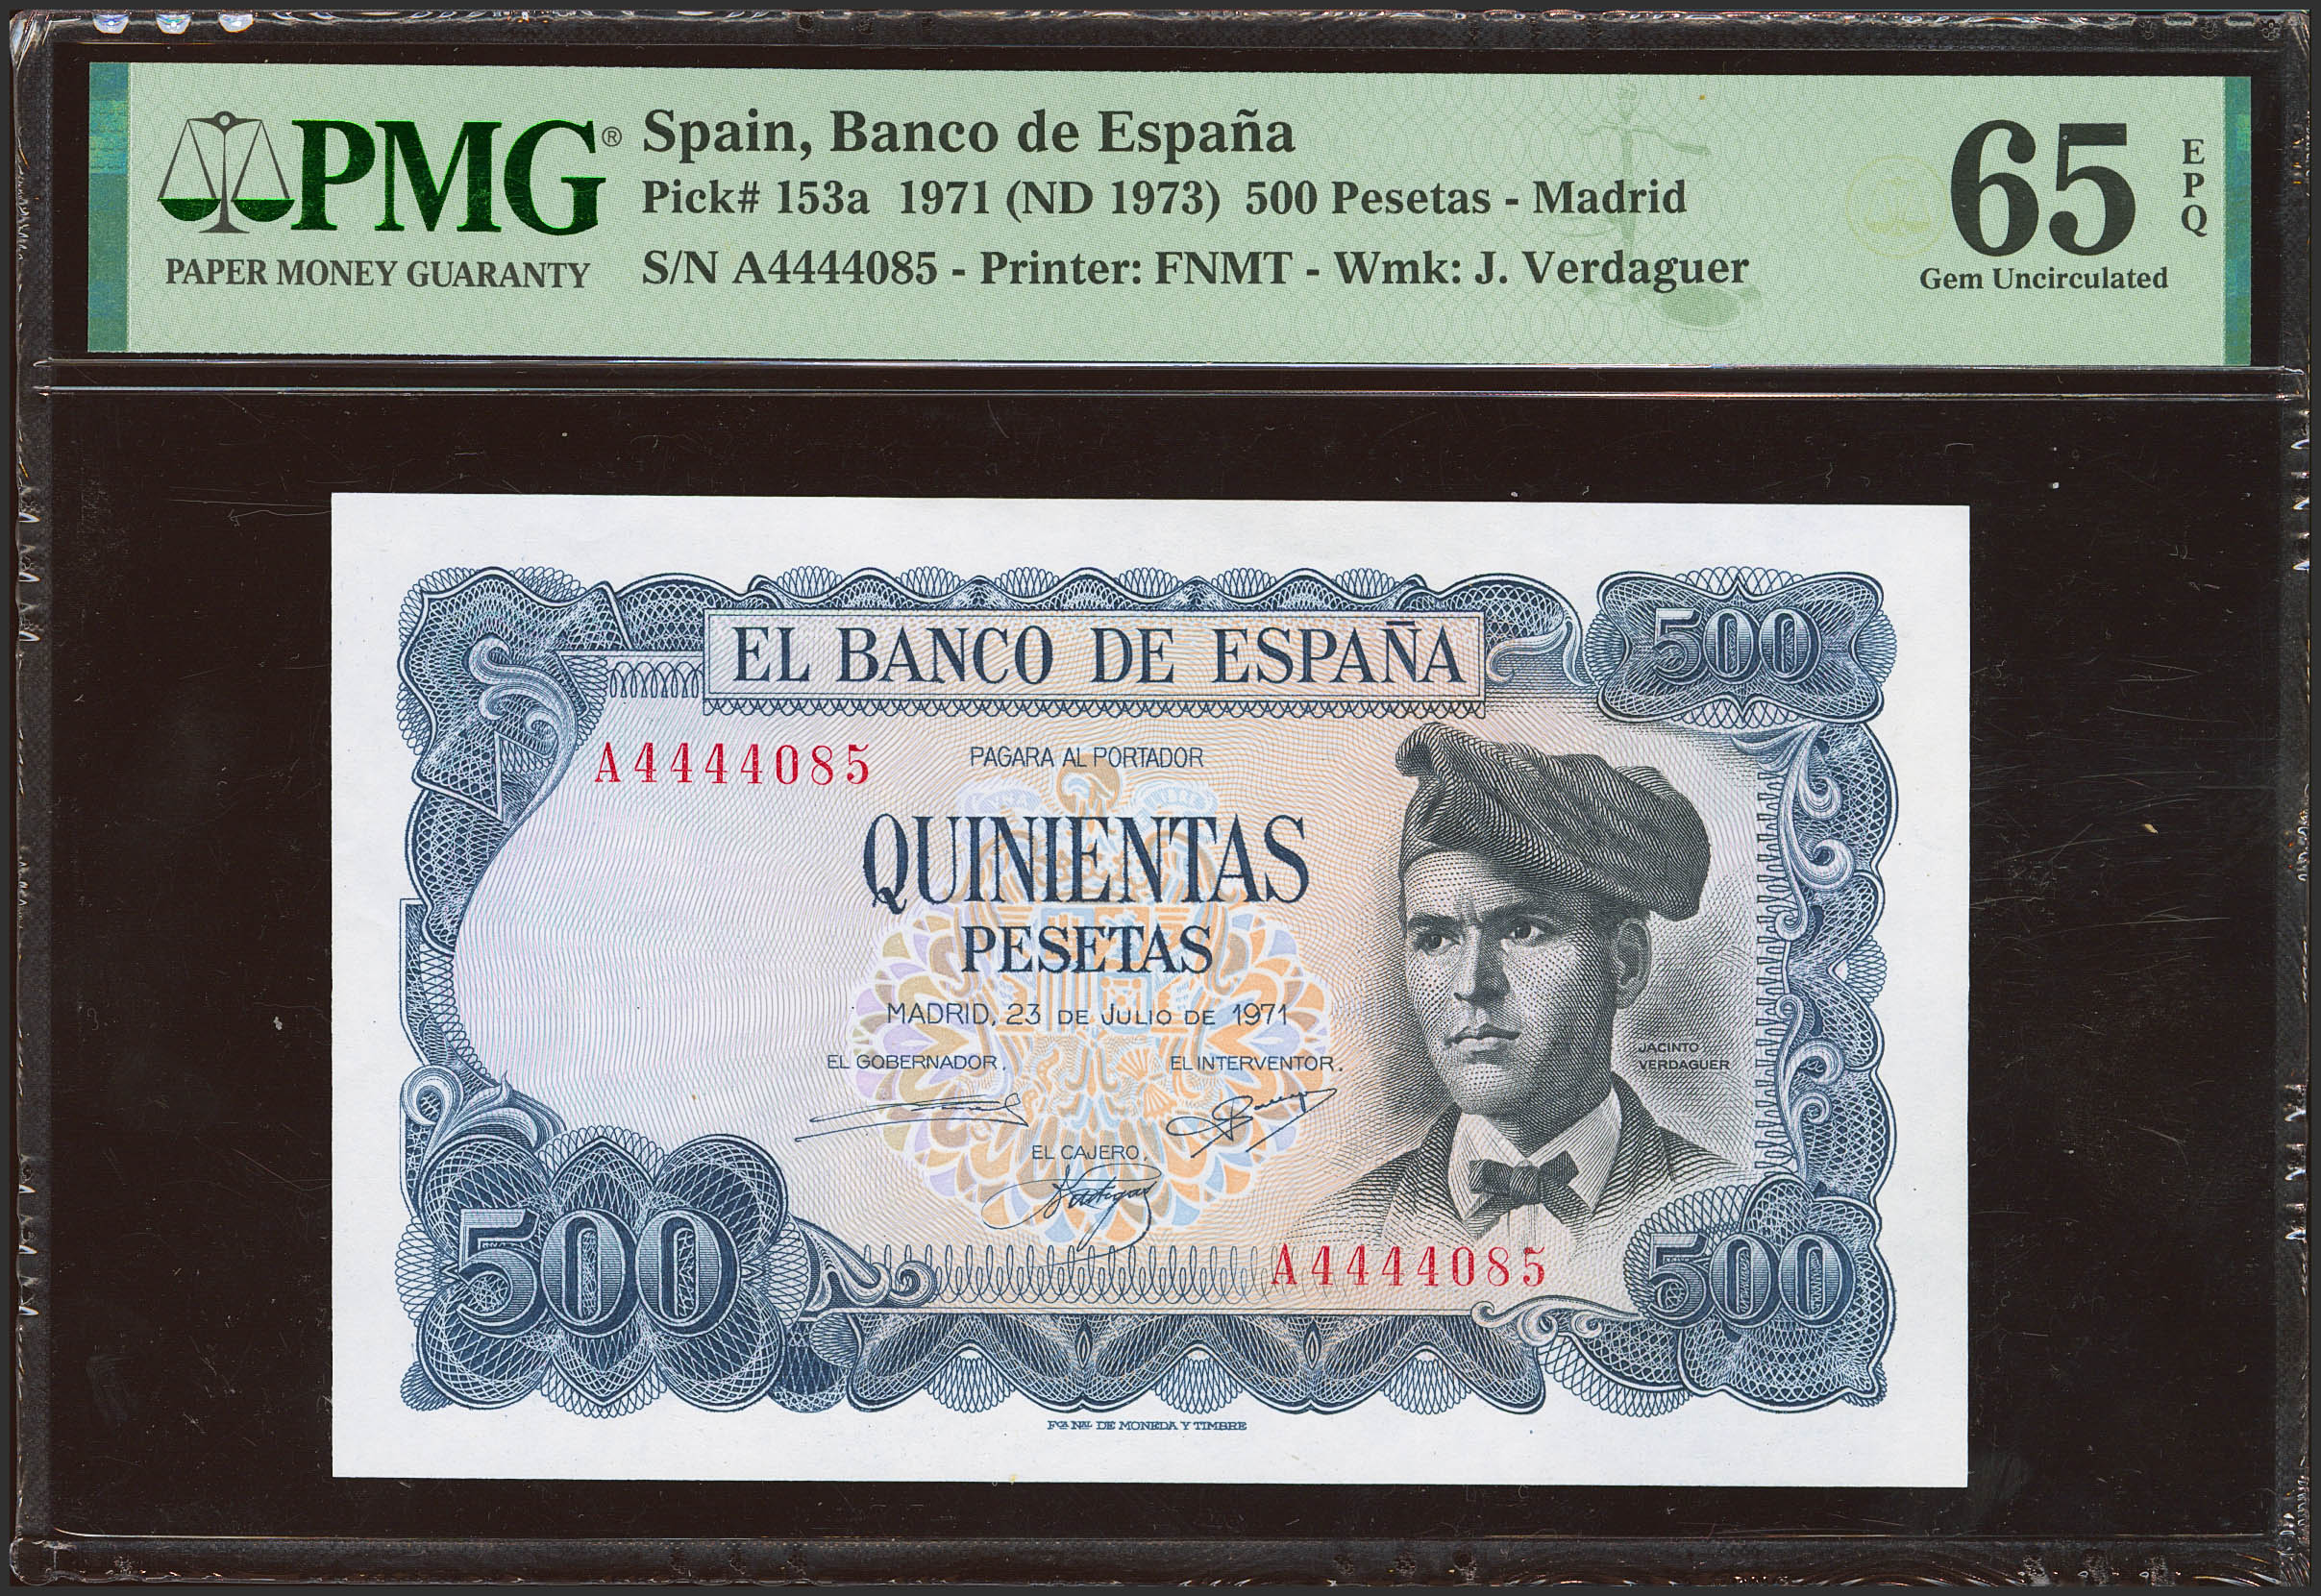 PMG®
PAPER MONEY GUARANTY
Spain, Banco de España
Pick# 153a 1971 (ND 1973) 500 Pesetas - Madrid
S/N A4444085 - Printer: FNMT - Wmk: J. Verdaguer
65
EPQ
Gem Uncirculated
EL BANCO DE ESPAÑA
500
A4444085
PAGARA AL PORTADOR
QUINIENTAS
PESETAS
MADRID, 23 DE JULIO DE 1971
EL GOBERNADOR,
EL INTERVENTOR.
JACINTO
VERDAGUER
EL CAJERO,
500
A4444085
500
FCA NAL DE MONEDA Y TIMBRE